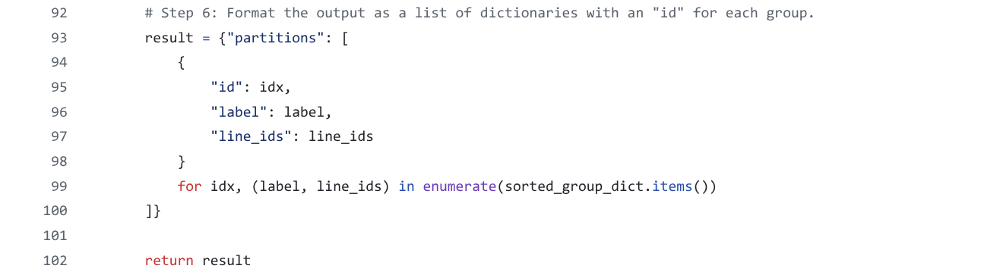 92 # Step 6: Format the output as a list of dictionaries with an "id" for each group.
93 result = {"partitions": [
94 {
95 "id": idx,
96 "label": label,
97 "line_ids": line_ids
98 }
99 for idx, (label, line_ids) in enumerate(sorted_group_dict.items())
100 ]}
101
102 return result